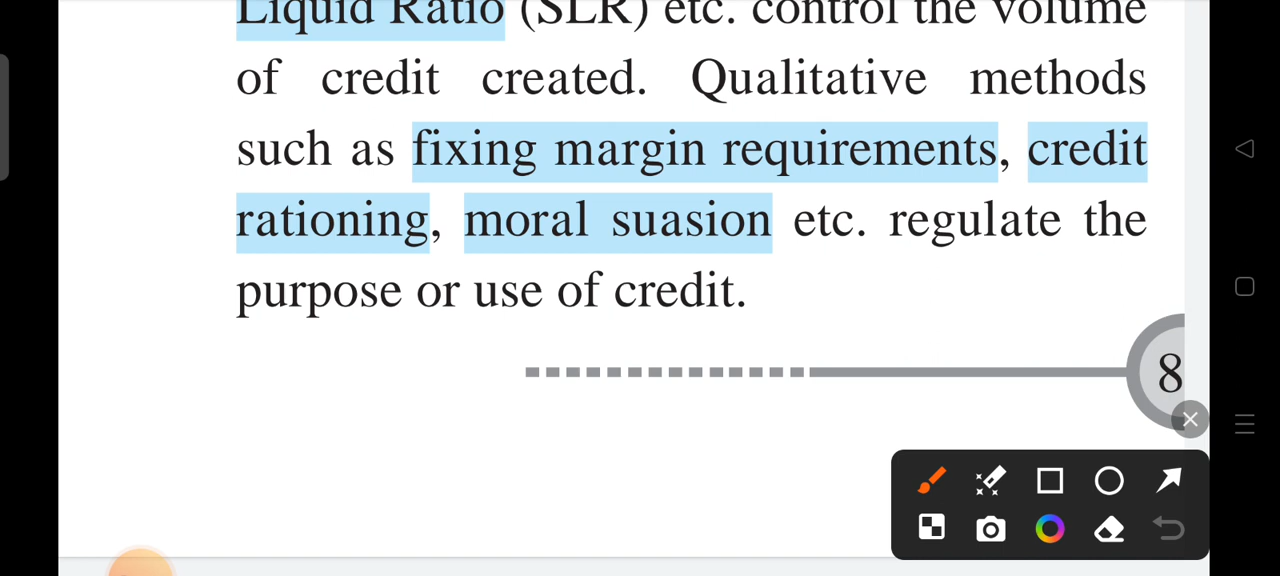 Liquid Ratio (SLR) etc. control the volume
of credit created. Qualitative methods
such as fixing margin requirements, credit
rationing, moral suasion etc. regulate the
purpose or use of credit.
8